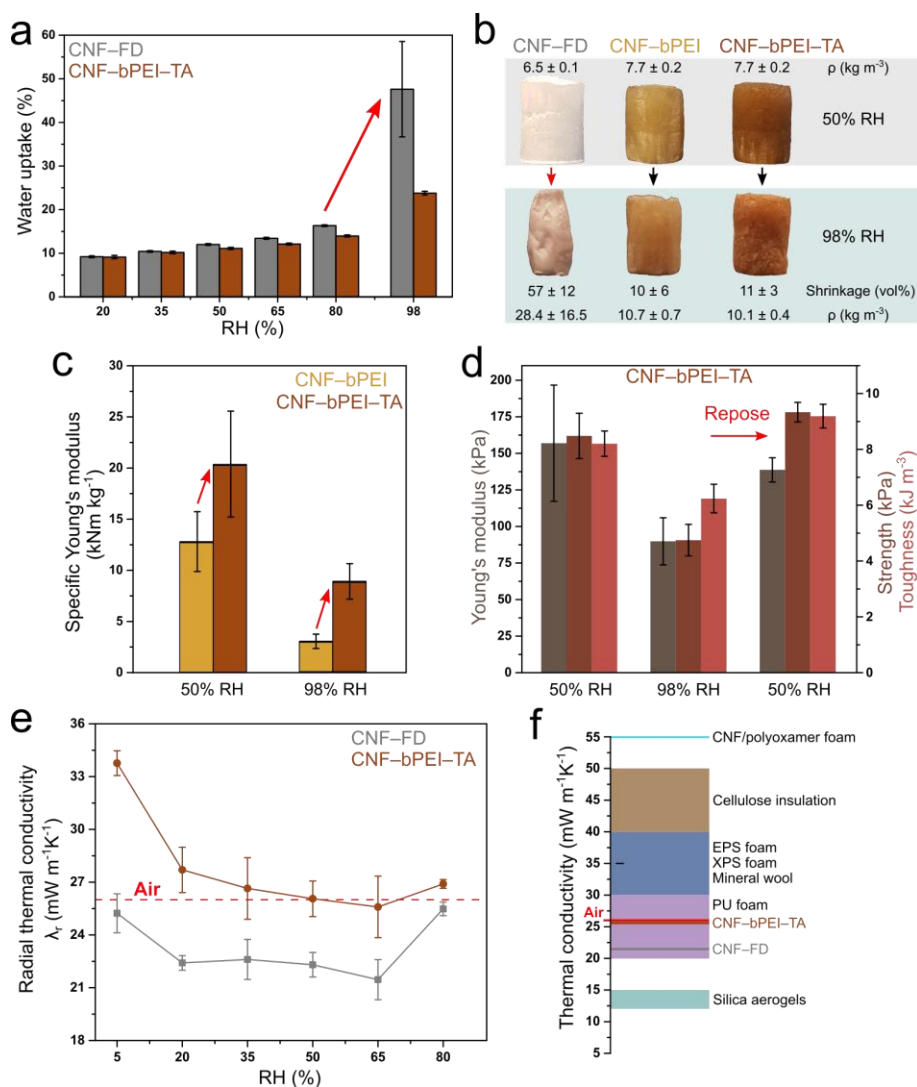 a
CNF–FD
CNF–bPEI–TA
Water uptake (%)
60
50
40
30
20
10
0
20 35 50 65 80 98
RH (%)
b
CNF–FD CNF–bPEI CNF–bPEI–TA
6.5 ± 0.1 7.7 ± 0.2 7.7 ± 0.2 ρ (kg m⁻³)
50% RH
98% RH
57 ± 12 10 ± 6 11 ± 3 Shrinkage (vol%)
28.4 ± 16.5 10.7 ± 0.7 10.1 ± 0.4 ρ (kg m⁻³)
c
CNF–bPEI
CNF–bPEI–TA
Specific Young's modulus
(kNm kg⁻¹)
30
25
20
15
10
5
0
50% RH 98% RH
d
CNF–bPEI–TA
Repose
Young's modulus (kPa)
200
175
150
125
100
75
50
25
0
50% RH 98% RH 50% RH
10
8
6
4
2
0
Strength (kPa)
Toughness (kJ m⁻³)
e
CNF–FD
CNF–bPEI–TA
Air
Radial thermal conductivity
λᵣ (mW m⁻¹K⁻¹)
36
33
30
26
22
18
5 20 35 50 65 80
RH (%)
f
Thermal conductivity (mW m⁻¹K⁻¹)
55
50
45
40
35
30
25
20
15
10
5
CNF/polyoxamer foam
Cellulose insulation
EPS foam
XPS foam
Mineral wool
PU foam
Air
CNF–bPEI–TA
CNF–FD
Silica aerogels